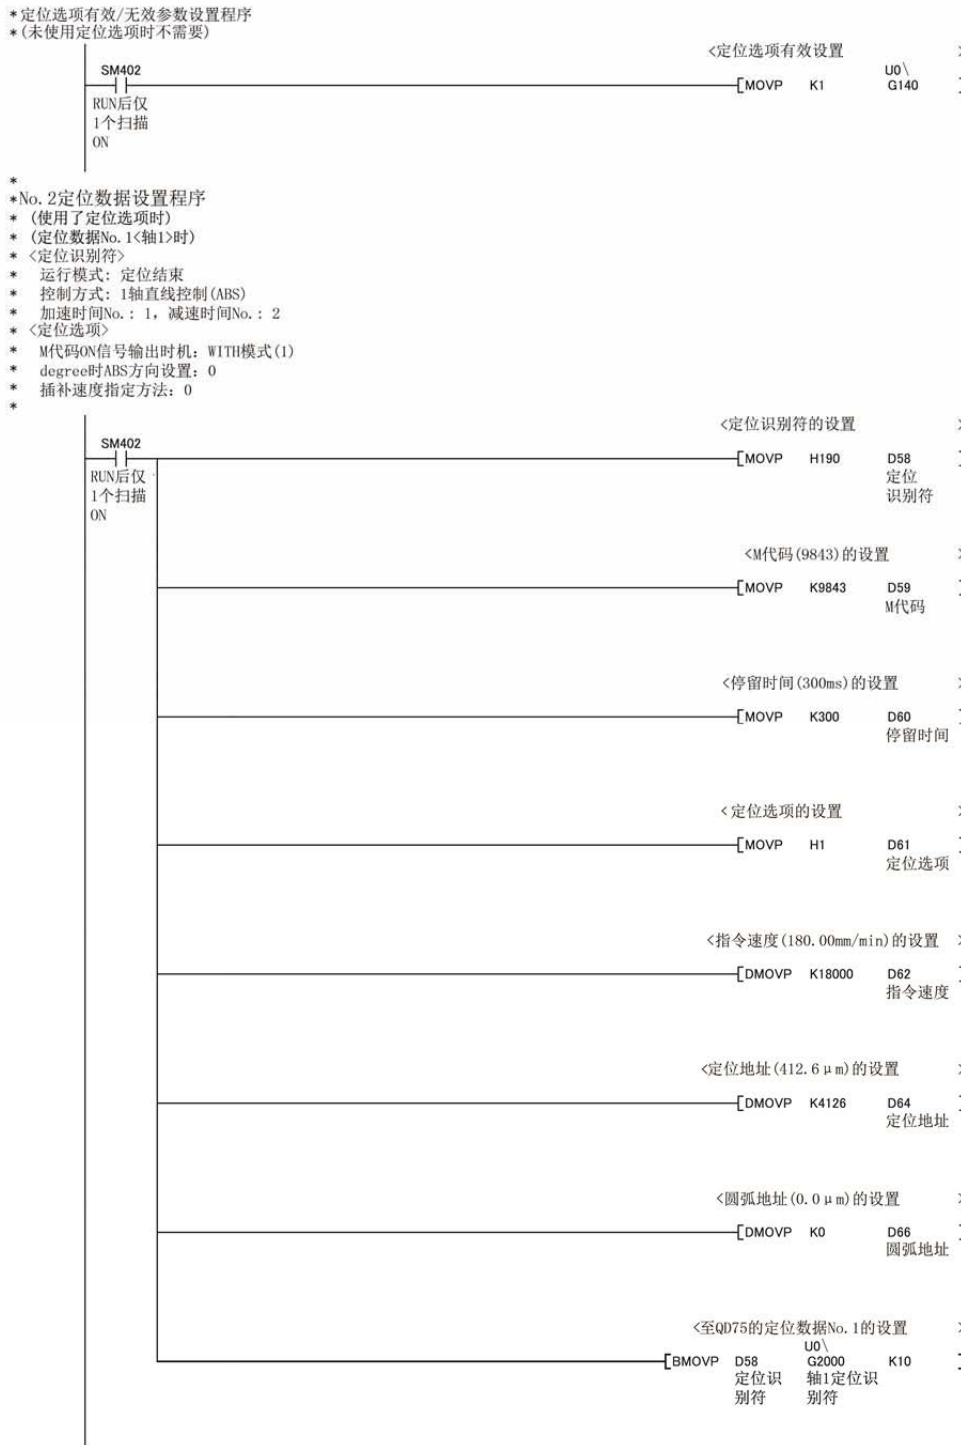 *定位选项有效/无效参数设置程序
*(未使用定位选项时不需要)
<定位选项有效设置 >
SM402 U0\
[MOVP K1 G140 ]
RUN后仅
1个扫描
ON
*
*No.2定位数据设置程序
* (使用了定位选项时)
* (定位数据No.1<轴1>时)
* <定位识别符>
* 运行模式: 定位结束
* 控制方式: 1轴直线控制(ABS)
* 加速时间No.: 1, 减速时间No.: 2
* <定位选项>
* M代码ON信号输出时机: WITH模式(1)
* degree时ABS方向设置: 0
* 插补速度指定方法: 0
*
<定位识别符的设置 >
SM402
[MOVP H190 D58 ]
RUN后仅 定位
1个扫描 识别符
ON
<M代码(9843)的设置 >
[MOVP K9843 D59 ]
M代码
<停留时间(300ms)的设置 >
[MOVP K300 D60 ]
停留时间
<定位选项的设置 >
[MOVP H1 D61 ]
定位选项
<指令速度(180.00mm/min)的设置 >
[DMOVP K18000 D62 ]
指令速度
<定位地址(412.6μm)的设置 >
[DMOVP K4126 D64 ]
定位地址
<圆弧地址(0.0μm)的设置 >
[DMOVP K0 D66 ]
圆弧地址
<至QD75的定位数据No.1的设置 >
U0\
[BMOVP D58 G2000 K10 ]
定位识 轴1定位识
别符 别符